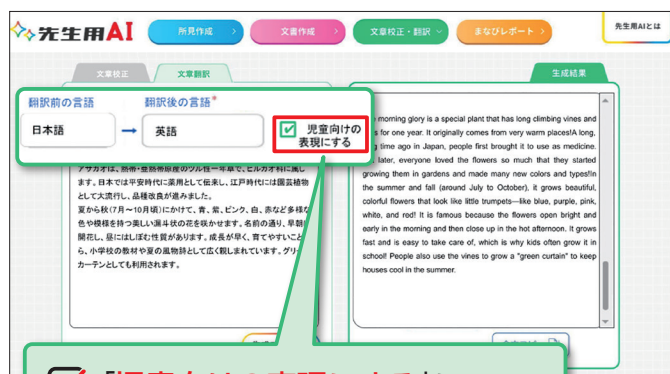 先生用AI
所見作成
文書作成
文章校正・翻訳
まなびレポート
先生用AIとは
文章校正
文章翻訳
生成結果
翻訳前の言語
翻訳後の言語*
日本語
→
英語
児童向けの
表現にする
アサガオは、熱帯・亜熱帯原産のツル性一年草で、ヒルガオ科に属し
ます。日本では平安時代に薬用として伝来し、江戸時代には園芸植物
として大流行し、品種改良が進みました。
夏から秋(7月〜10月頃)にかけて、青、紫、ピンク、白、赤など多様な
色や模様を持つ美しい漏斗状の花を咲かせます。名前の通り、早朝に
開花し、昼にはしぼむ性質があります。成長が早く、育てやすいこと
ら、小学校の教材や夏の風物詩として広く親しまれています。グリー
カーテンとしても利用されます。
morning glory is a special plant that has long climbing vines and
for one year. It originally comes from very warm places!A long,
time ago in Japan, people first brought it to use as medicine.
later, everyone loved the flowers so much that they started
growing them in gardens and made many new colors and types!In
the summer and fall (around July to October), it grows beautiful,
colorful flowers that look like little trumpets—like blue, purple, pink,
white, and red! It is famous because the flowers open bright and
early in the morning and then close up in the hot afternoon. It grows
fast and is easy to take care of, which is why kids often grow it in
school! People also use the vines to grow a "green curtain" to keep
houses cool in the summer.